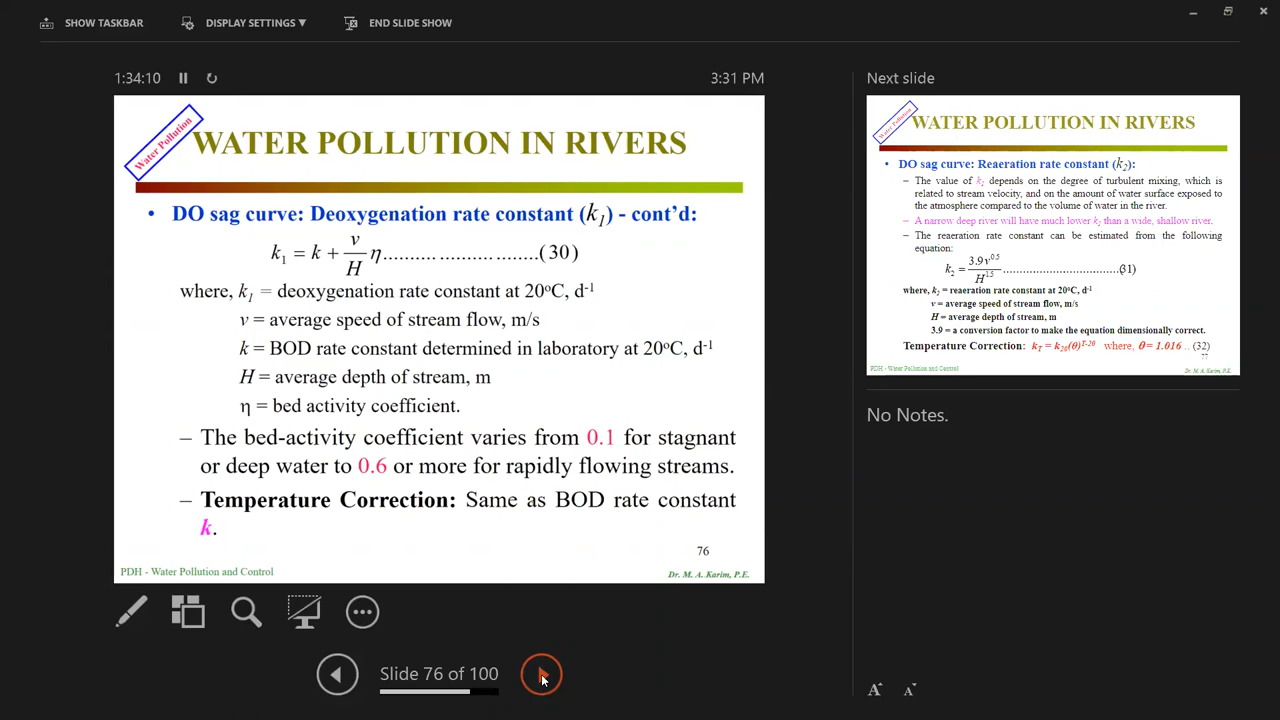 SHOW TASKBAR
DISPLAY SETTINGS ▼
END SLIDE SHOW
1:34:10
3:31 PM
Water Pollution
WATER POLLUTION IN RIVERS
• DO sag curve: Deoxygenation rate constant (k₁) - cont’d:
k₁ = k + v/H η.......... ........... ........(30)
where, k₁ = deoxygenation rate constant at 20°C, d⁻¹
v = average speed of stream flow, m/s
k = BOD rate constant determined in laboratory at 20°C, d⁻¹
H = average depth of stream, m
η = bed activity coefficient.
– The bed-activity coefficient varies from 0.1 for stagnant
or deep water to 0.6 or more for rapidly flowing streams.
– Temperature Correction: Same as BOD rate constant
k.
76
PDH - Water Pollution and Control
Dr. M. A. Karim, P.E.
Slide 76 of 100
Next slide
Water Pollution
WATER POLLUTION IN RIVERS
• DO sag curve: Reaeration rate constant (k₂):
– The value of k₂ depends on the degree of turbulent mixing, which is
related to stream velocity, and on the amount of water surface exposed to
the atmosphere compared to the volume of water in the river.
– A narrow deep river will have much lower k₂ than a wide, shallow river.
– The reaeration rate constant can be estimated from the following
equation:
k₂ = 3.9v^0.5/H^1.5 ..................................(31)
where, k₂ = reaeration rate constant at 20°C, d⁻¹
v = average speed of stream flow, m/s
H = average depth of stream, m
3.9 = a conversion factor to make the equation dimensionally correct.
Temperature Correction: k_T = k₂₀(θ)^T-20 where, θ = 1.016 .. (32)
77
PDH - Water Pollution and Control
Dr. M. A. Karim, P.E.
No Notes.
A A